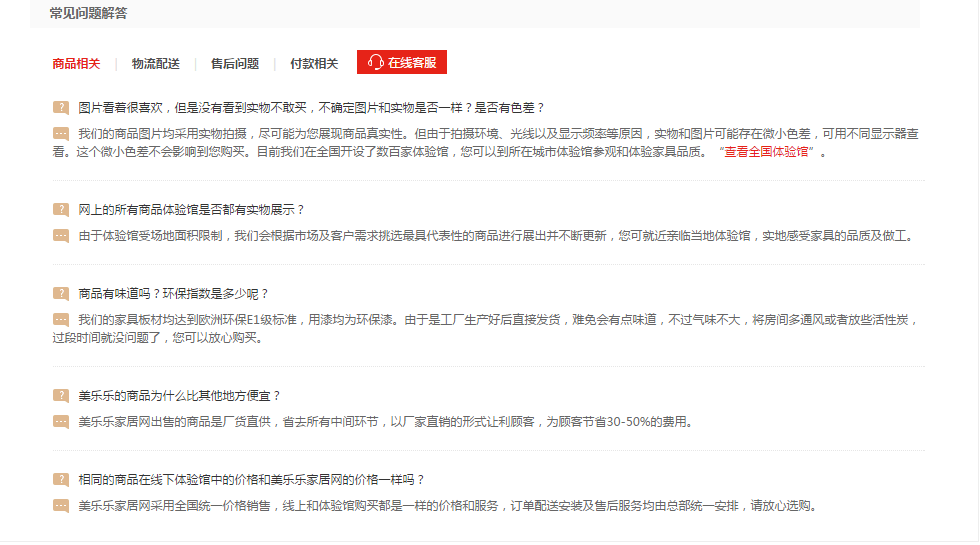 常见问题解答
商品相关 | 物流配送 | 售后问题 | 付款相关 在线客服
? 图片看着很喜欢，但是没有看到实物不敢买，不确定图片和实物是否一样？是否有色差？
我们的商品图片均采用实物拍摄，尽可能为您展现商品真实性。但由于拍摄环境、光线以及显示频率等原因，实物和图片可能存在微小色差，可用不同显示器查
看。这个微小色差不会影响到您购买。目前我们在全国开设了数百家体验馆，您可以到所在城市体验馆参观和体验家具品质。“查看全国体验馆”。
? 网上的所有商品体验馆是否都有实物展示？
由于体验馆受场地面积限制，我们会根据市场及客户需求挑选最具代表性的商品进行展出并不断更新，您可就近亲临当地体验馆，实地感受家具的品质及做工。
? 商品有味道吗？环保指数是多少呢？
我们的家具板材均达到欧洲环保E1级标准，用漆均为环保漆。由于是工厂生产好后直接发货，难免会有点味道，不过气味不大，将房间多通风或者放些活性炭，
过段时间就没问题了，您可以放心购买。
? 美乐乐的商品为什么比其他地方便宜？
美乐乐家居网出售的商品是厂货直供，省去所有中间环节，以厂家直销的形式让利顾客，为顾客节省30-50%的费用。
? 相同的商品在线下体验馆中的价格和美乐乐家居网的价格一样吗？
美乐乐家居网采用全国统一价格销售，线上和体验馆购买都是一样的价格和服务，订单配送安装及售后服务均由总部统一安排，请放心选购。